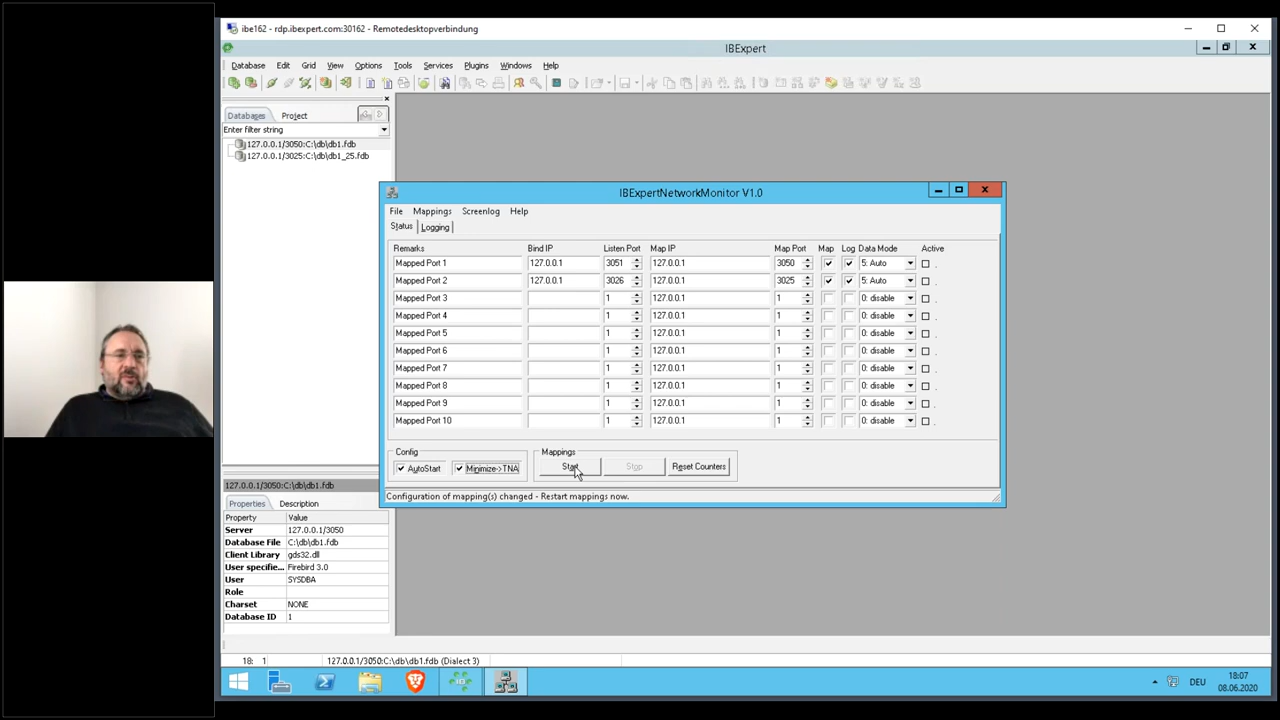 ibe162 - rdp.ibexpert.com:30162 - Remotedesktopverbindung
IBExpert
Database Edit Grid View Options Tools Services Plugins Windows Help
Databases Project
Enter filter string
127.0.0.1/3050:C:\db\db1.fdb
127.0.0.1/3025:C:\db\db1_25.fdb
IBExpertNetworkMonitor V1.0
File Mappings Screenlog Help
Status Logging
Remarks Bind IP Listen Port Map IP Map Port Map Log Data Mode Active
Mapped Port 1 127.0.0.1 3051 127.0.0.1 3050 5: Auto .
Mapped Port 2 127.0.0.1 3026 127.0.0.1 3025 5: Auto .
Mapped Port 3 1 127.0.0.1 1 0: disable .
Mapped Port 4 1 127.0.0.1 1 0: disable .
Mapped Port 5 1 127.0.0.1 1 0: disable .
Mapped Port 6 1 127.0.0.1 1 0: disable .
Mapped Port 7 1 127.0.0.1 1 0: disable .
Mapped Port 8 1 127.0.0.1 1 0: disable .
Mapped Port 9 1 127.0.0.1 1 0: disable .
Mapped Port 10 1 127.0.0.1 1 0: disable .
Config Mappings
AutoStart Minimize->TNA Start Stop Reset Counters
Configuration of mapping(s) changed - Restart mappings now.
127.0.0.1/3050:C:\db\db1.fdb
Properties Description
Property Value
Server 127.0.0.1/3050
Database File C:\db\db1.fdb
Client Library gds32.dll
User specifie... Firebird 3.0
User SYSDBA
Role
Charset NONE
Database ID 1
18: 1 127.0.0.1/3050:C:\db\db1.fdb (Dialect 3)
DEU 18:07
08.06.2020